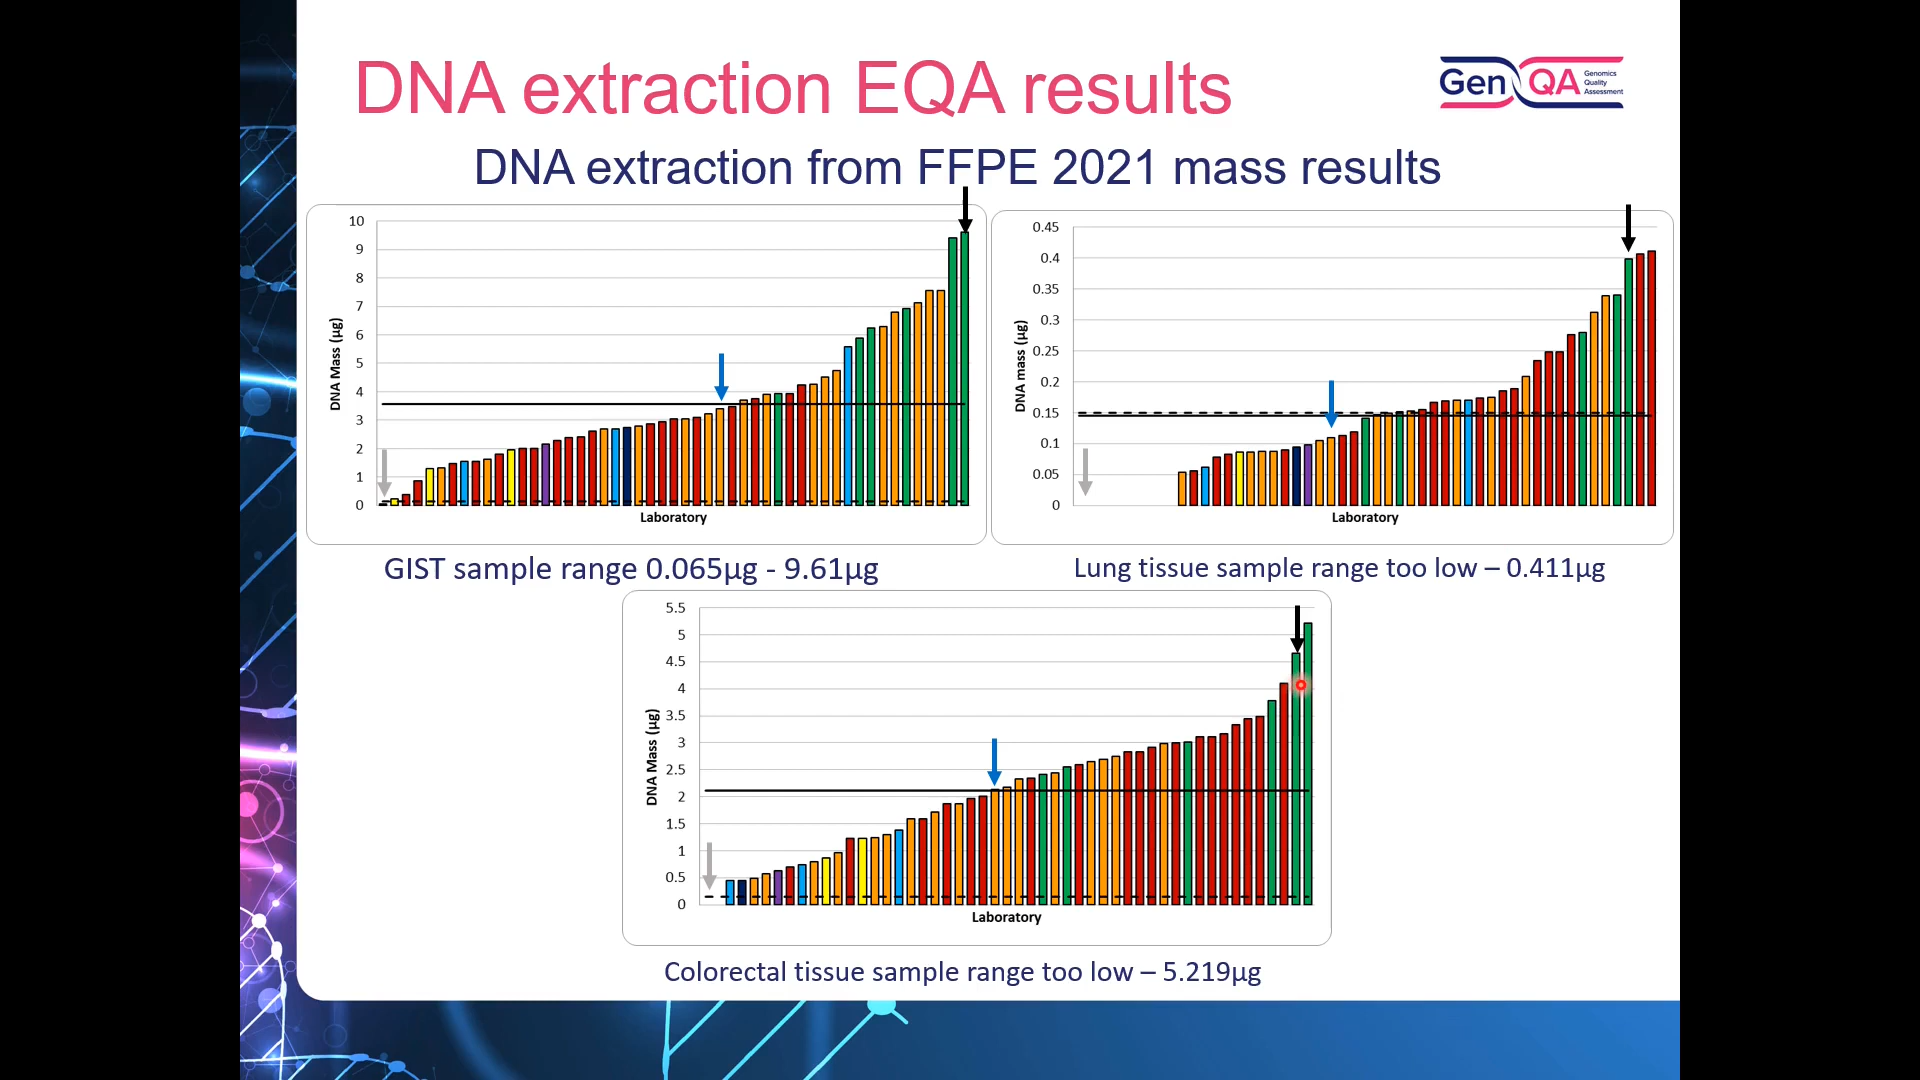 DNA extraction EQA results
Gen QA Genomics Quality Assessment
DNA extraction from FFPE 2021 mass results
10
9
8
7
6
5
4
3
2
1
0
DNA Mass (µg)
Laboratory
GIST sample range 0.065µg - 9.61µg
0.45
0.4
0.35
0.3
0.25
0.2
0.15
0.1
0.05
0
DNA mass (µg)
Laboratory
Lung tissue sample range too low – 0.411µg
5.5
5
4.5
4
3.5
3
2.5
2
1.5
1
0.5
0
DNA Mass (µg)
Laboratory
Colorectal tissue sample range too low – 5.219µg